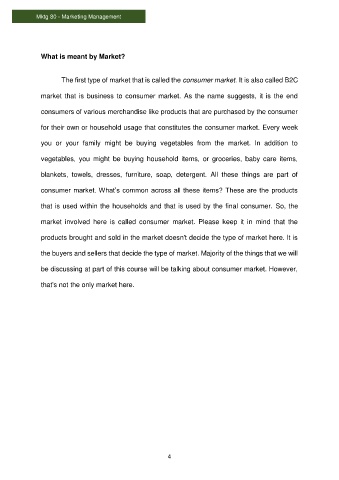 Mktg 80 - Marketing Management
What is meant by Market?
The first type of market that is called the consumer market. It is also called B2C
market that is business to consumer market. As the name suggests, it is the end
consumers of various merchandise like products that are purchased by the consumer
for their own or household usage that constitutes the consumer market. Every week
you or your family might be buying vegetables from the market. In addition to
vegetables, you might be buying household items, or groceries, baby care items,
blankets, towels, dresses, furniture, soap, detergent. All these things are part of
consumer market. What's common across all these items? These are the products
that is used within the households and that is used by the final consumer. So, the
market involved here is called consumer market. Please keep it in mind that the
products brought and sold in the market doesn't decide the type of market here. It is
the buyers and sellers that decide the type of market. Majority of the things that we will
be discussing at part of this course will be talking about consumer market. However,
that's not the only market here.
4